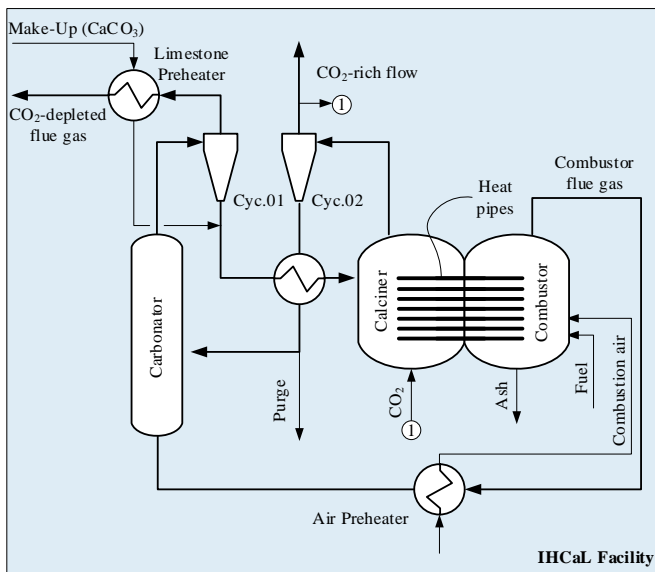 Make-Up (CaCO3)
Limestone
Preheater
CO2-rich flow
1
CO2-depleted
flue gas
Combustor
flue gas
Cyc.01
Cyc.02
Heat
pipes
Carbonator
Calciner
Combustor
Purge
CO2
1
Ash
Fuel
Combustion air
Air Preheater
IHCaL Facility